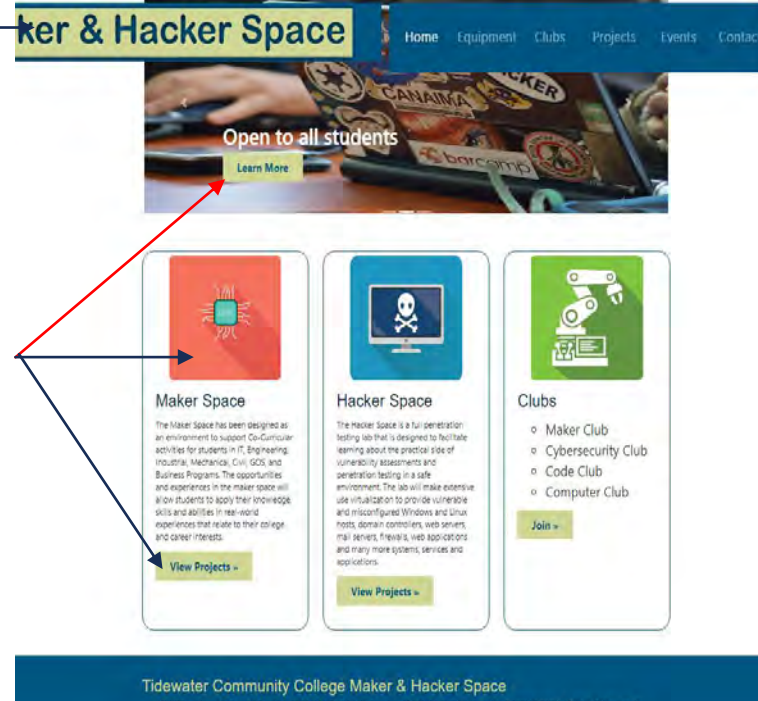 ker & Hacker Space
Home Equipment Clubs Projects Events Contac
CKER
CANAIMA
barcamp
Open to all students
Learn More
Maker Space
The Maker Space has been designed as
an environment to support Co-Curricular
activities for students in IT, Engineering,
Industrial, Mechanical, Civil, GOS, and
Business Programs. The opportunities
and experiences in the maker space will
allow students to apply their knowledge,
skills and abilities in real-world
experiences that relate to their college
and career interests.
View Projects »
Hacker Space
The Hacker Space is a full penetration
testing lab that is designed to facilitate
learning about the practical side of
vulnerability assessments and
penetration testing in a safe
environment. The lab will make extensive
use virtualization to provide vulnerable
and misconfigured Windows and Linux
hosts, domain controllers, web servers,
mail servers, firewalls, web applications
and many more systems, services and
applications.
View Projects »
Clubs
Maker Club
Cybersecurity Club
Code Club
Computer Club
Join »
Tidewater Community College Maker & Hacker Space